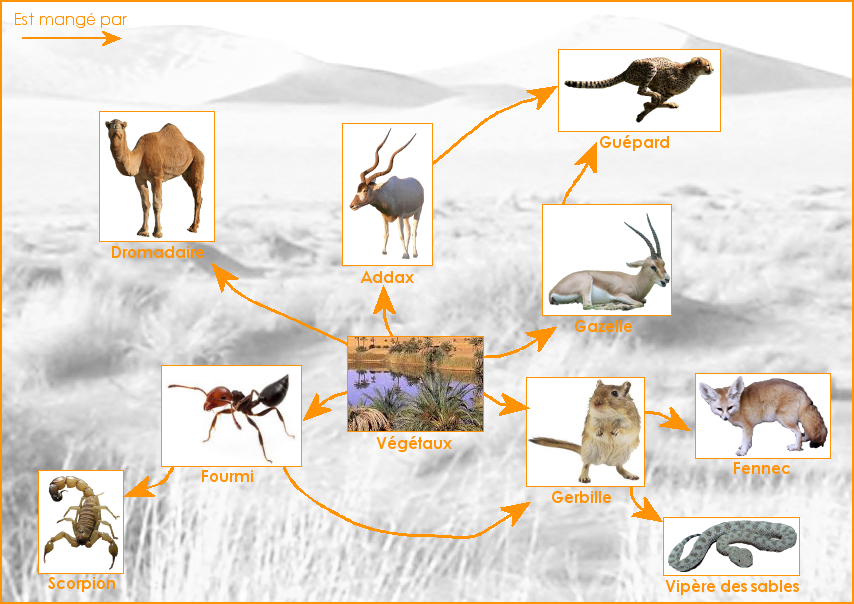 Est mangé par
Guépard
Dromadaire
Addax
Gazelle
Végétaux
Fourmi
Gerbille
Fennec
Scorpion
Vipère des sables